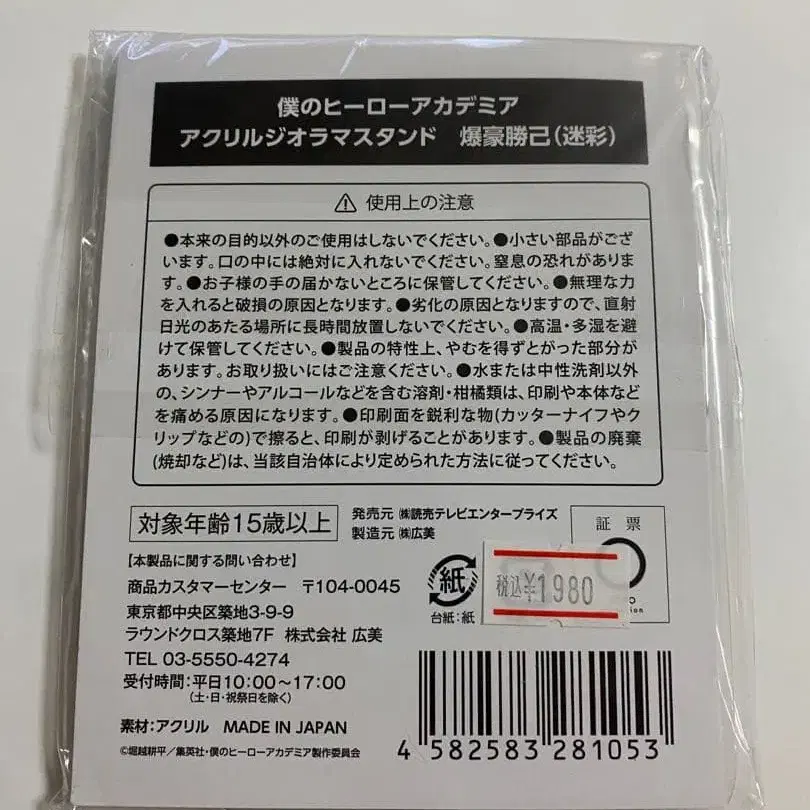 僕のヒーローアカデミア
アクリルジオラマスタンド　爆豪勝己(迷彩)
⚠ 使用上の注意
●本来の目的以外のご使用はしないでください。●小さい部品がござ
います。口の中には絶対に入れないでください。窒息の恐れがありま
す。●お子様の手の届かないところに保管してください。●無理な力
を入れると破損の原因となります。●劣化の原因となりますので、直射
日光のあたる場所に長時間放置しないでください。●高温・多湿を避
けて保管してください。●製品の特性上、やむを得ずとがった部分が
あります。お取り扱いにはご注意ください。●水または中性洗剤以外
の、シンナーやアルコールなどを含む溶剤・柑橘類は、印刷や本体など
を痛める原因になります。●印刷面を鋭利な物(カッターナイフやク
リップなどの)で擦ると、印刷が剥げることがあります。●製品の廃棄
(焼却など)は、当該自治体により定められた方法に従ってください。
対象年齢15歳以上
発売元 ㈱読売テレビエンタープライズ
製造元 ㈱広美
証 票
【本製品に関する問い合わせ】
商品カスタマーセンター　〒104-0045
東京都中央区築地3-9-9
ラウンドクロス築地7F　株式会社 広美
TEL 03-5550-4274
受付時間：平日10:00～17:00
(土・日・祝祭日を除く)
紙
台紙：紙
税込¥1980
素材：アクリル　MADE IN JAPAN
©堀越耕平／集英社・僕のヒーローアカデミア製作委員会
4 582583 281053